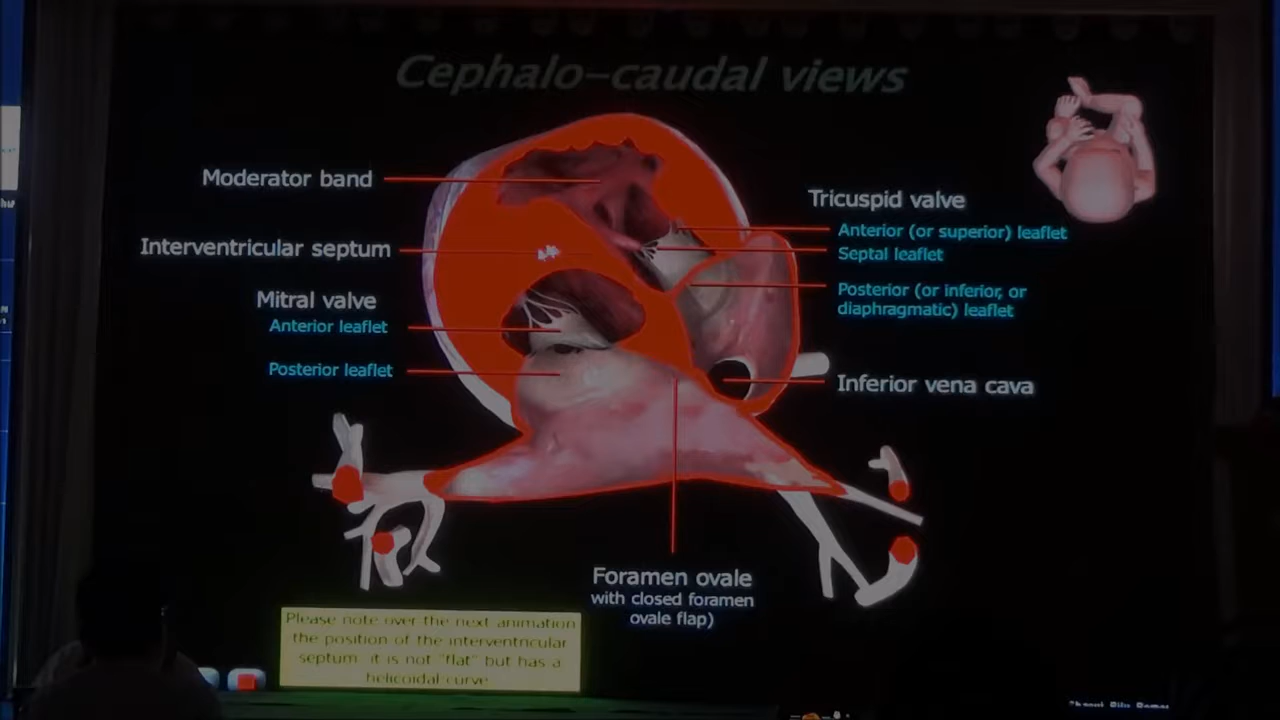 Cephalo-caudal views
Moderator band
Interventricular septum
Mitral valve
Anterior leaflet
Posterior leaflet
Tricuspid valve
Anterior (or superior) leaflet
Septal leaflet
Posterior (or inferior, or
diaphragmatic) leaflet
Inferior vena cava
Foramen ovale
with closed foramen
ovale flap)
Please note over the next animation
the position of the interventricular
septum it is not "flat" but has a
helicoidal curve